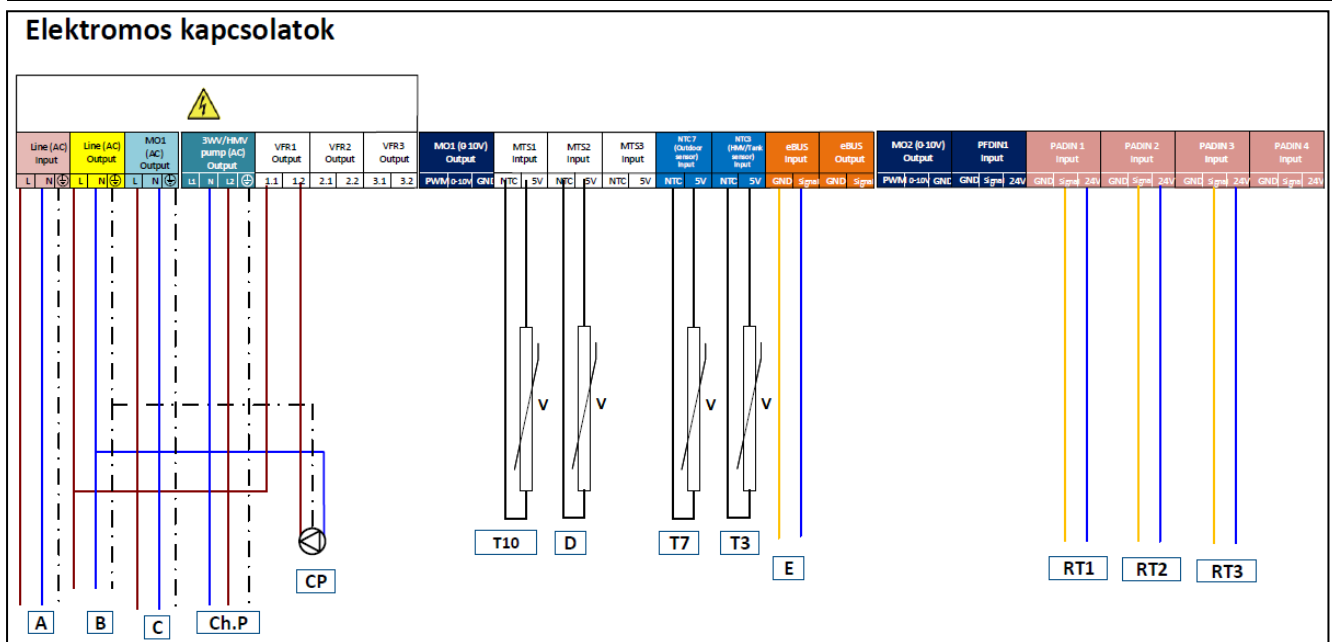 Elektromos kapcsolatok
Line (AC) Input
L N
Line (AC) Output
L N
MO1 (AC) Output
L N
3WV/HMV pump (AC) Output
L1 N L2
VFR1 Output
1.1 1.2
VFR2 Output
2.1 2.2
VFR3 Output
3.1 3.2
MO1 (0-10V) Output
PWM 0-10V GND
MTS1 Intput
NTC 5V
MTS2 Input
NTC 5V
MTS3 Input
NTC 5V
NTC 7 (Outdoor sensor) Input
NTC 5V
NTC3 (HMV/Tank sensor) Input
NTC 5V
eBUS Input
GND Signal
eBUS Output
GND Signal
MO2 (0-10V) Output
PWM 0-10V GND
PFDIN1 Input
GND Signal 24V
PADIN 1 Input
GND Signal 24V
PADIN 2 Input
GND Signal 24V
PADIN 3 Input
GND Signal 24V
PADIN 4 Input
GND Signal 24V
V
V
V
V
T10
D
T7
T3
E
RT1
RT2
RT3
CP
A
B
C
Ch.P